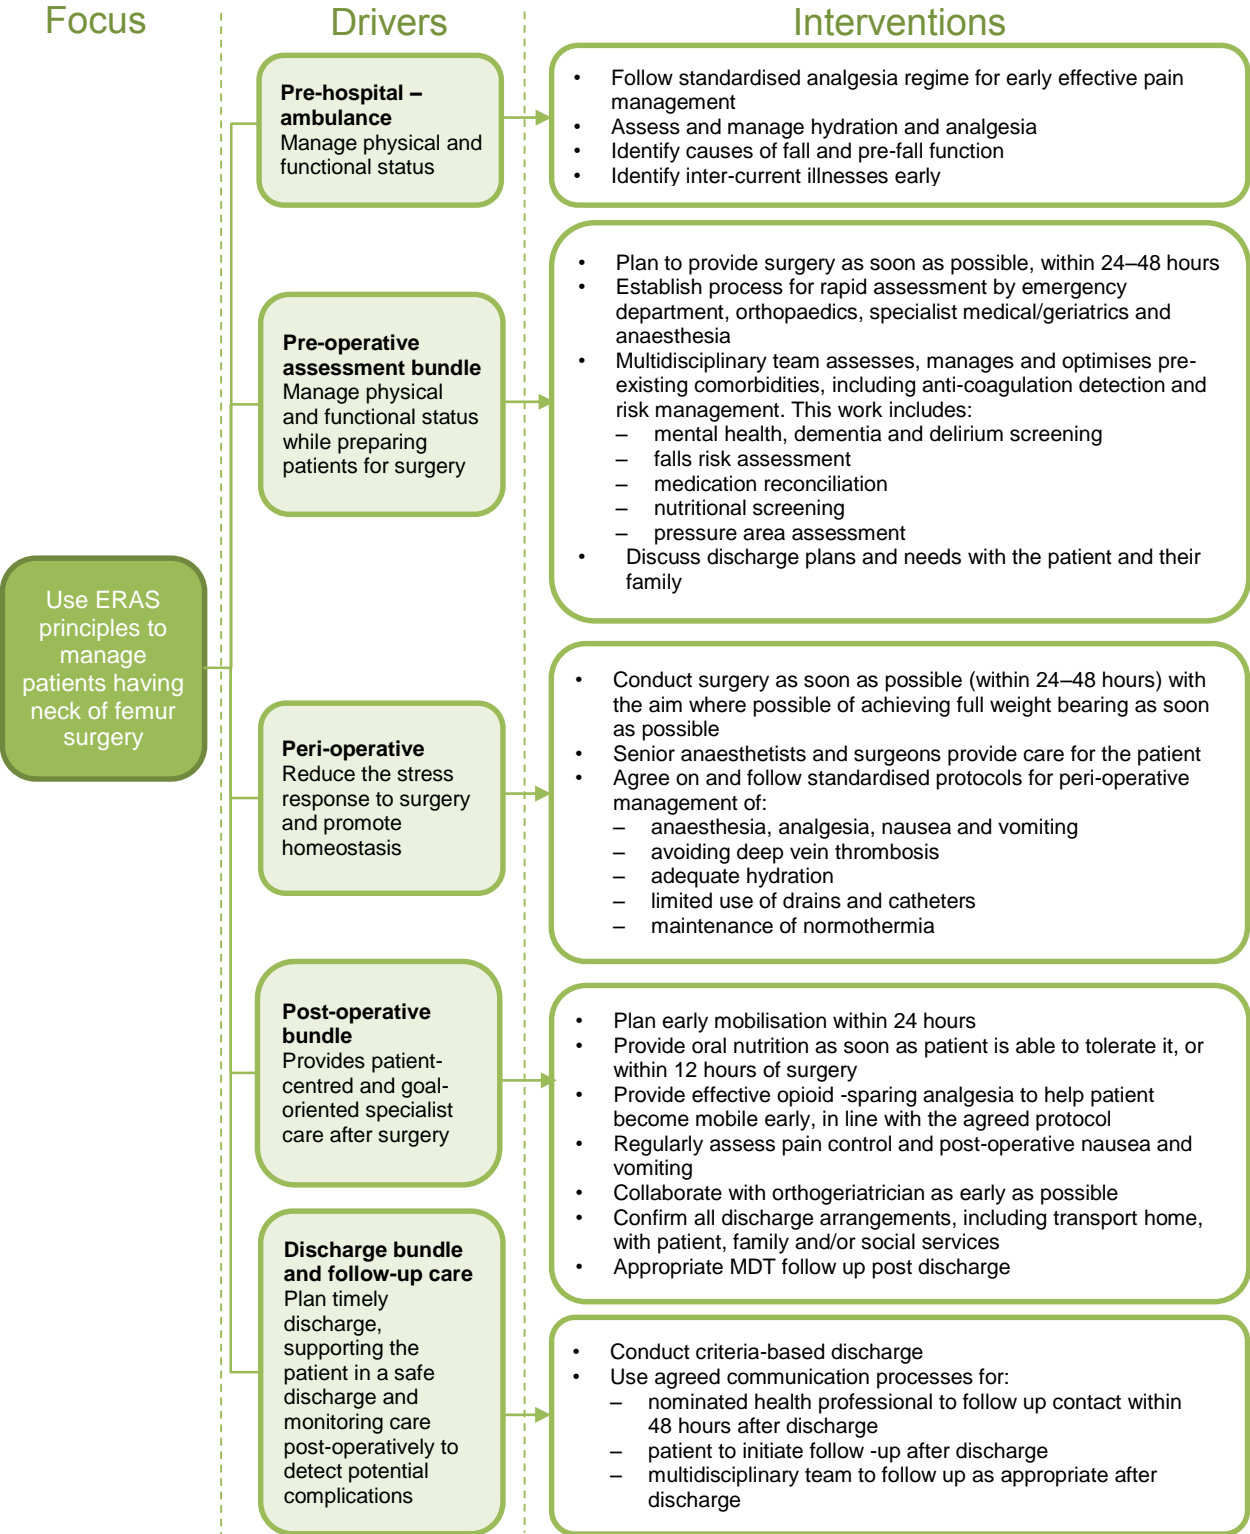 Focus
Drivers
Interventions
Use ERAS
principles to
manage
patients having
neck of femur
surgery
Pre-hospital –
ambulance
Manage physical and
functional status
• Follow standardised analgesia regime for early effective pain
management
• Assess and manage hydration and analgesia
• Identify causes of fall and pre-fall function
• Identify inter-current illnesses early
Pre-operative
assessment bundle
Manage physical
and functional status
while preparing
patients for surgery
• Plan to provide surgery as soon as possible, within 24–48 hours
• Establish process for rapid assessment by emergency
department, orthopaedics, specialist medical/geriatrics and
anaesthesia
• Multidisciplinary team assesses, manages and optimises pre-
existing comorbidities, including anti-coagulation detection and
risk management. This work includes:
– mental health, dementia and delirium screening
– falls risk assessment
– medication reconciliation
– nutritional screening
– pressure area assessment
• Discuss discharge plans and needs with the patient and their
family
Peri-operative
Reduce the stress
response to surgery
and promote
homeostasis
• Conduct surgery as soon as possible (within 24–48 hours) with
the aim where possible of achieving full weight bearing as soon
as possible
• Senior anaesthetists and surgeons provide care for the patient
• Agree on and follow standardised protocols for peri-operative
management of:
– anaesthesia, analgesia, nausea and vomiting
– avoiding deep vein thrombosis
– adequate hydration
– limited use of drains and catheters
– maintenance of normothermia
Post-operative
bundle
Provides patient-
centred and goal-
oriented specialist
care after surgery
• Plan early mobilisation within 24 hours
• Provide oral nutrition as soon as patient is able to tolerate it, or
within 12 hours of surgery
• Provide effective opioid -sparing analgesia to help patient
become mobile early, in line with the agreed protocol
• Regularly assess pain control and post-operative nausea and
vomiting
• Collaborate with orthogeriatrician as early as possible
• Confirm all discharge arrangements, including transport home,
with patient, family and/or social services
• Appropriate MDT follow up post discharge
Discharge bundle
and follow-up care
Plan timely
discharge,
supporting the
patient in a safe
discharge and
monitoring care
post-operatively to
detect potential
complications
• Conduct criteria-based discharge
• Use agreed communication processes for:
– nominated health professional to follow up contact within
48 hours after discharge
– patient to initiate follow -up after discharge
– multidisciplinary team to follow up as appropriate after
discharge